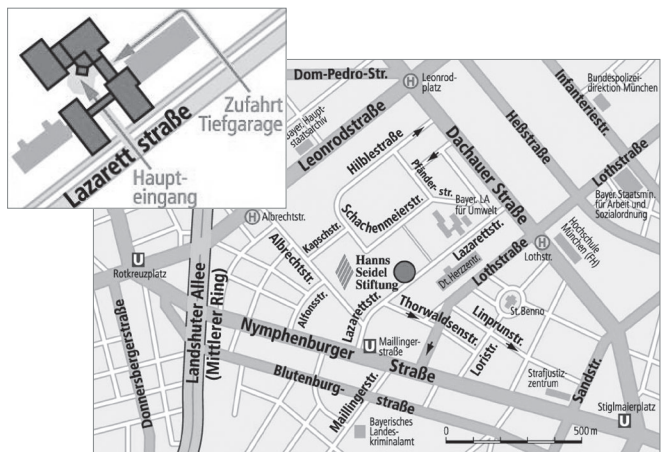 Zufahrt
Tiefgarage
Haupt-
eingang
Lazarett straße
Dom-Pedro-Str.
Leonrod-
platz
Infanteriestr.
Bundespolizei-
direktion München
Bayer. Haupt-
staatsarchiv
Leonrodstraße
Hilblestraße
Dachauer Straße
Heßstraße
Lothstraße
Pfänder-
str.
Bayer. Staatsmin.
für Arbeit und
Sozialordnung
Schachenmeierstr.
Bayer. LA
für Umwelt
H Albrechtstr.
Kapschstr.
Lazarettstr.
Lothstraße
Hochschule
München (FH)
H
Lothstr.
Albrechtstr.
Hanns
Seidel
Stiftung
Dt. Herzzentr.
U
Rotkreuzplatz
Landshuter Allee
(Mittlerer Ring)
Alfonsstr.
Lazarettstr.
Thorwaldsenstr.
Linprunstr.
St. Benno
Donnersbergerstraße
Nymphenburger
Straße
U Maillinger-
straße
Loristr.
Sandstr.
Blutenburg-
straße
Maillingerstr.
Strafjustiz-
zentrum
Stiglmaierplatz
U
Bayerisches
Landes-
kriminalamt
0 500 m
H